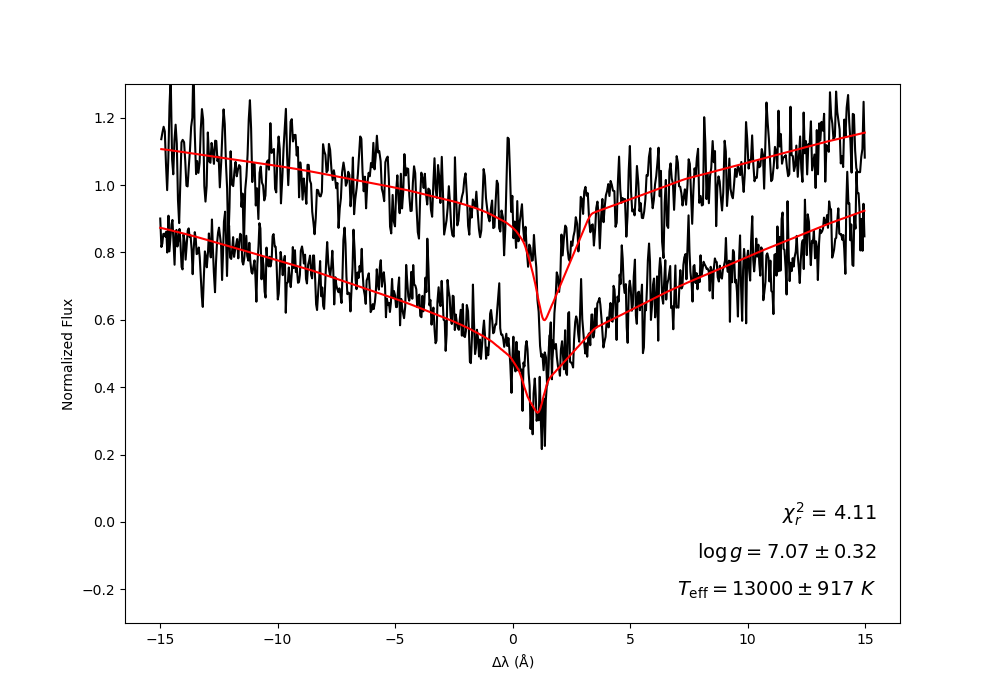 1.2
1.0
0.8
0.6
0.4
0.2
0.0
−0.2
Normalized Flux
χ²ᵣ = 4.11
log g = 7.07 ± 0.32
T_eff = 13000 ± 917 K
−15 −10 −5 0 5 10 15
Δλ (Å)